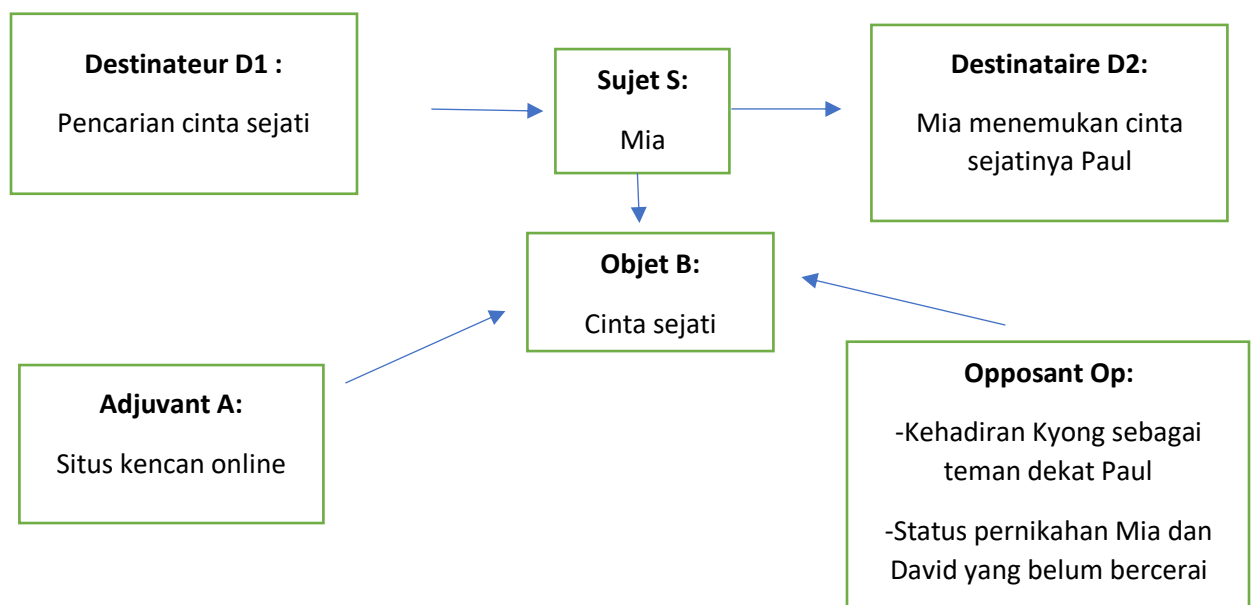 Destinateur D1 :
Pencarian cinta sejati
Sujet S:
Mia
Destinataire D2:
Mia menemukan cinta
sejatinya Paul
Objet B:
Cinta sejati
Adjuvant A:
Situs kencan online
Opposant Op:
-Kehadiran Kyong sebagai
teman dekat Paul
-Status pernikahan Mia dan
David yang belum bercerai